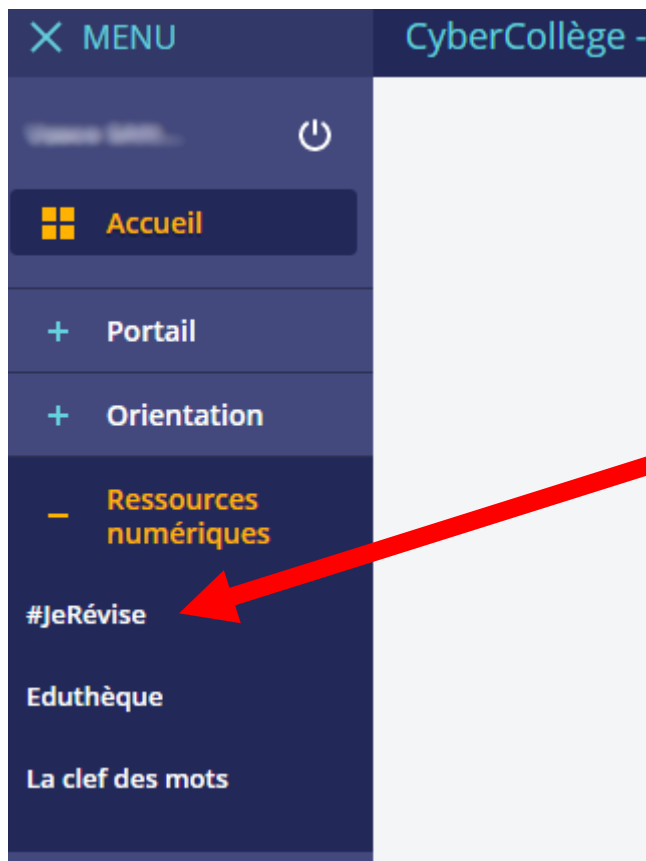 MENU
CyberCollège -
Accueil
Portail
Orientation
Ressources
numériques
#JeRévise
Eduthèque
La clef des mots